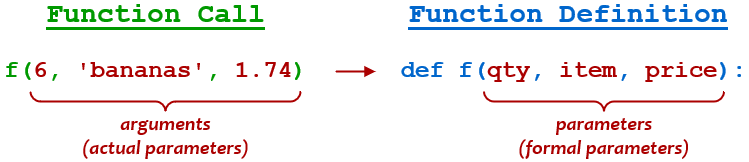 Function Call
Function Definition
f(6, 'bananas', 1.74)
def f(qty, item, price):
arguments
(actual parameters)
parameters
(formal parameters)